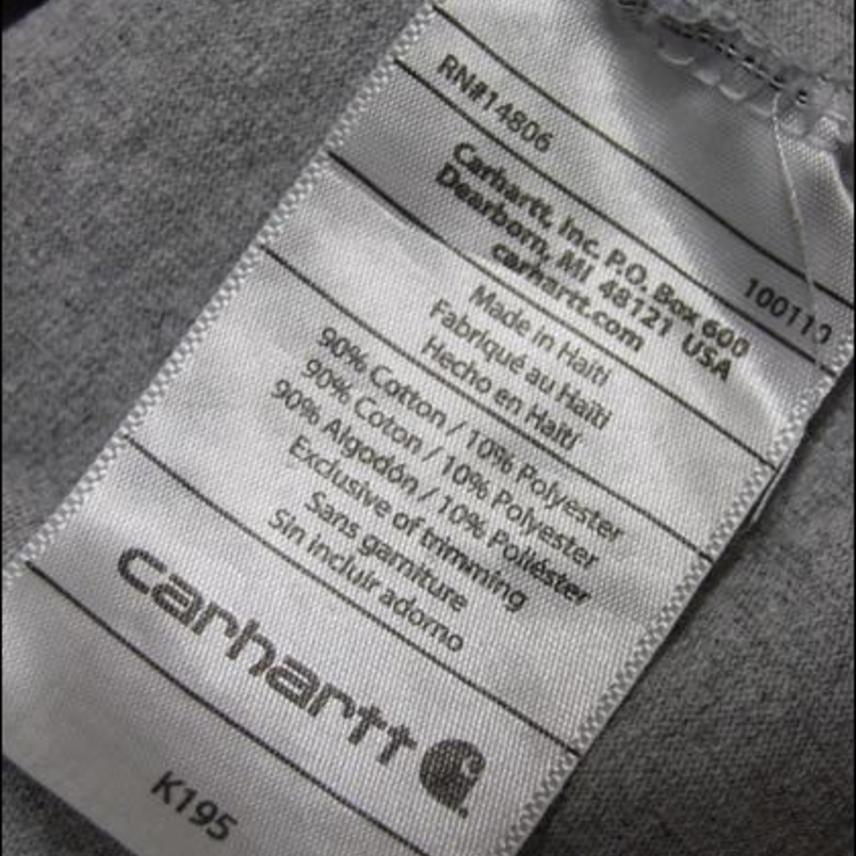 RN#14806
100110
Carhartt, Inc. P.O. Box 600
Dearborn, MI 48121 USA
carhartt.com
Made in Haiti
Fabriqué au Haïti
Hecho en Haití
90% Cotton / 10% Polyester
90% Coton / 10% Polyester
90% Algodón / 10% Poliéster
Exclusive of trimming
Sans garniture
Sin incluir adorno
carhartt
K195